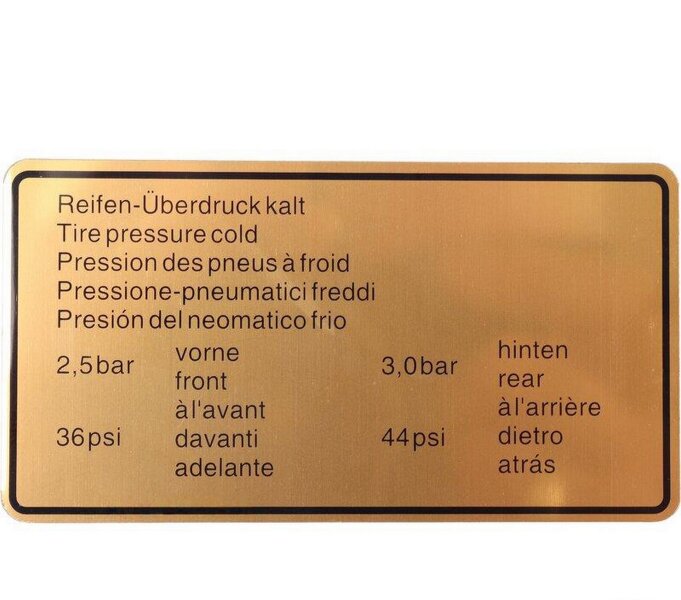 Reifen-Überdruck kalt
Tire pressure cold
Pression des pneus à froid
Pressione-pneumatici freddi
Presión del neomatico frio
2,5 bar
36 psi
vorne
front
à l'avant
davanti
adelante
3,0 bar
44 psi
hinten
rear
à l'arrière
dietro
atrás